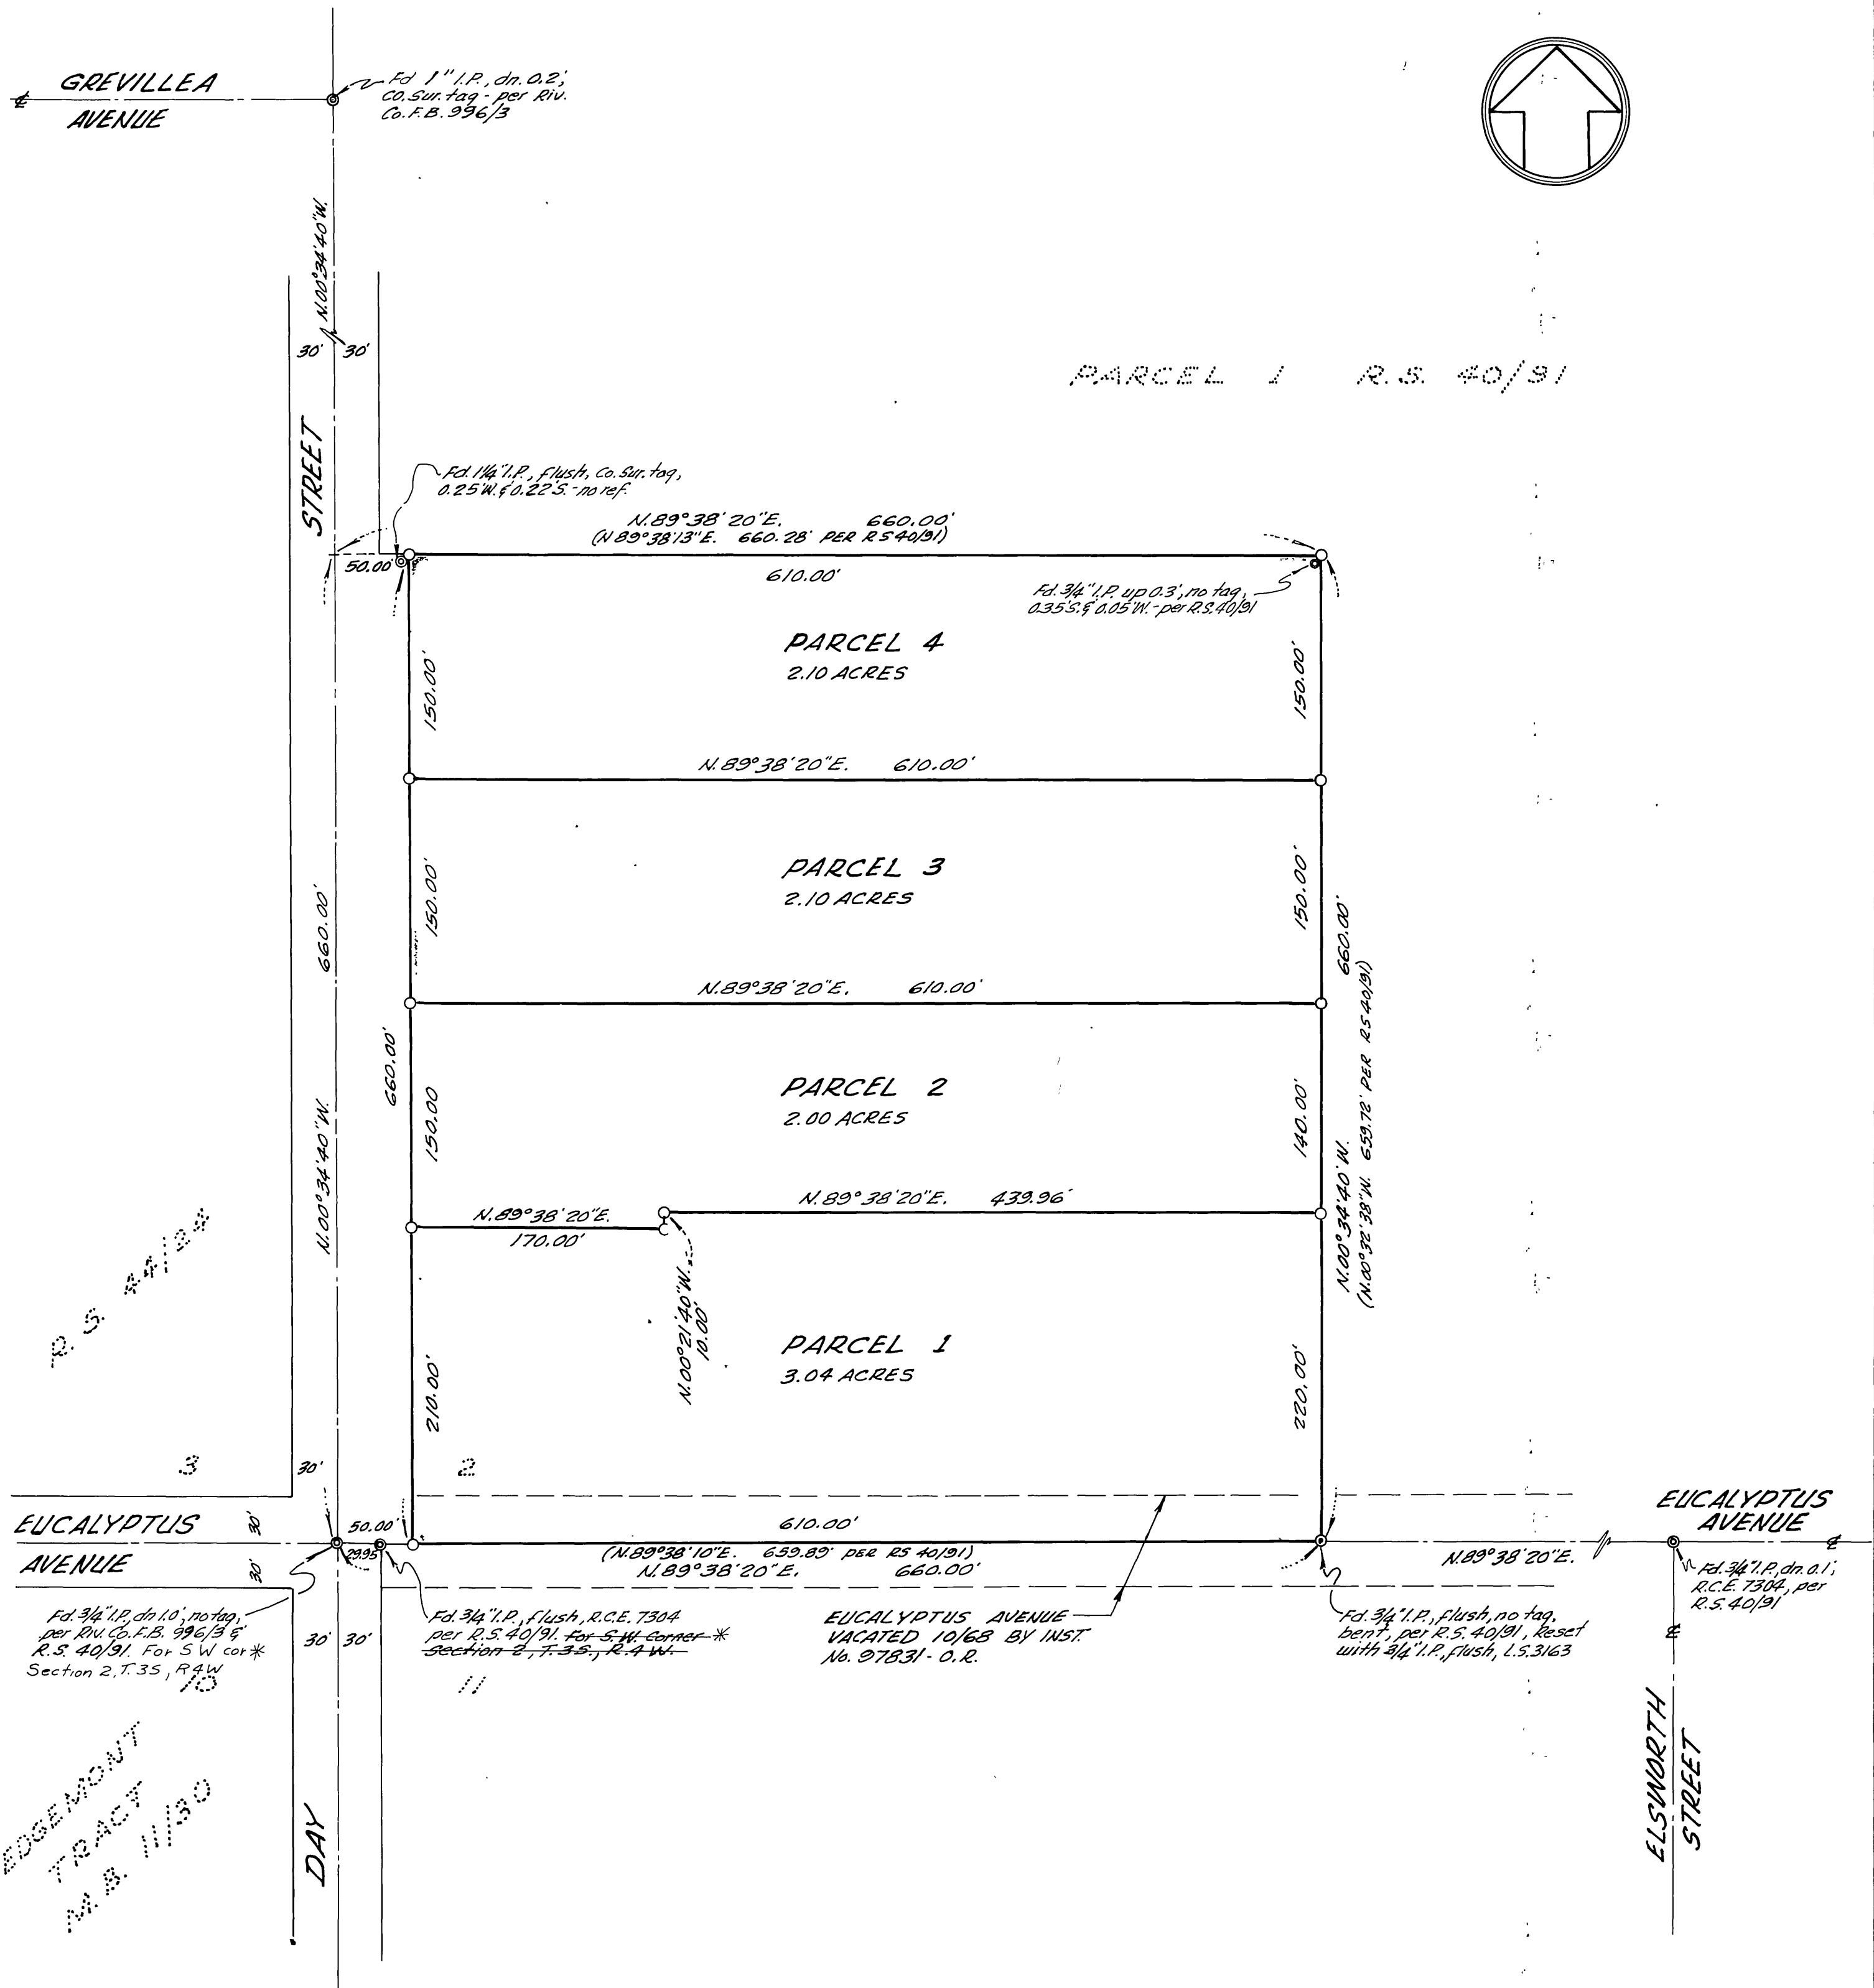 GREVILLEA
AVENUE
℄
Fd 1" I.P., dn. 0.2',
CO. Sur. tag - per Riv.
Co. F.B. 996/3
N.00°34'40"W.
30' 30'
STREET
PARCEL 1 R.S. 40/91
Fd. 1¼" I.P., flush, Co. Sur. tag,
0.25'W. & 0.22'S. - no ref.
N.89°38'20"E. 660.00'
(N 89°38'13"E. 660.28' PER R S 40/91)
50.00'
610.00'
Fd. 3/4" I.P. up 0.3', no tag,
0.35'S. & 0.05'W. - per R.S. 40/91
PARCEL 4
2.10 ACRES
150.00'
150.00'
N.89°38'20"E. 610.00'
PARCEL 3
2.10 ACRES
150.00'
150.00'
660.00'
N.00°34'40"W.
660.00'
N.89°38'20"E. 610.00'
660.00'
N.00°34'40"W.
(N.00°32'38"W. 659.72' PER RS 40/91)
PARCEL 2
2.00 ACRES
150.00
140.00'
N.89°38'20"E. 439.96'
N.89°38'20"E.
170.00'
N.00°21'40"W.
10.00'
R. S. 44/24
PARCEL 1
3.04 ACRES
210.00'
220.00'
3
30'
2
EUCALYPTUS
AVENUE
30'
30'
50.00'
29.95
610.00'
(N.89°38'10"E. 659.89' PER RS 40/91)
N.89°38'20"E. 660.00'
N.89°38'20"E.
EUCALYPTUS
AVENUE
℄
Fd. 3/4" I.P., dn. 0.1',
R.C.E. 7304, per
R.S. 40/91
℄
Fd. 3/4" I.P., dn 1.0', no tag,
per Riv. Co. F.B. 996/3 &
R.S. 40/91. For S W cor *
Section 2, T. 3S, R4W
10
30' 30'
Fd. 3/4" I.P., flush, R.C.E. 7304
per R.S. 40/91. For S.W. Corner *
Section 2, T.3S., R.4W.
11
EUCALYPTUS AVENUE
VACATED 10/68 BY INST.
No. 97831 - O.R.
Fd. 3/4" I.P., flush, no tag,
bent, per R.S. 40/91, Reset
with 3/4" I.P., flush, L.S. 3163
EDGEMONT
TRACT
M.B. 11/30
DAY
ELSWORTH
STREET